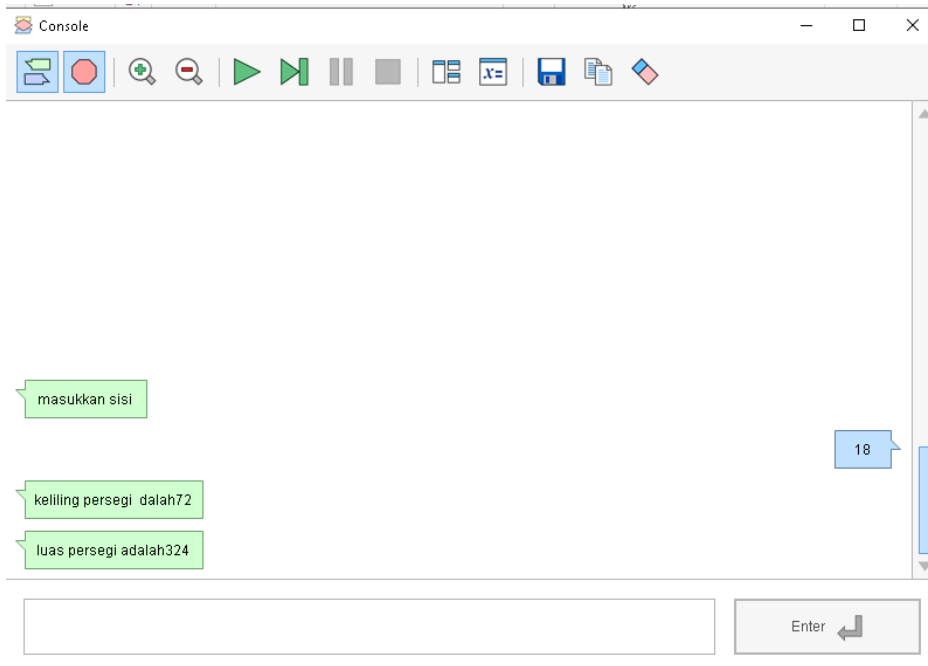 Console
x=
masukkan sisi
18
keliling persegi  dalah72
luas persegi adalah324
Enter